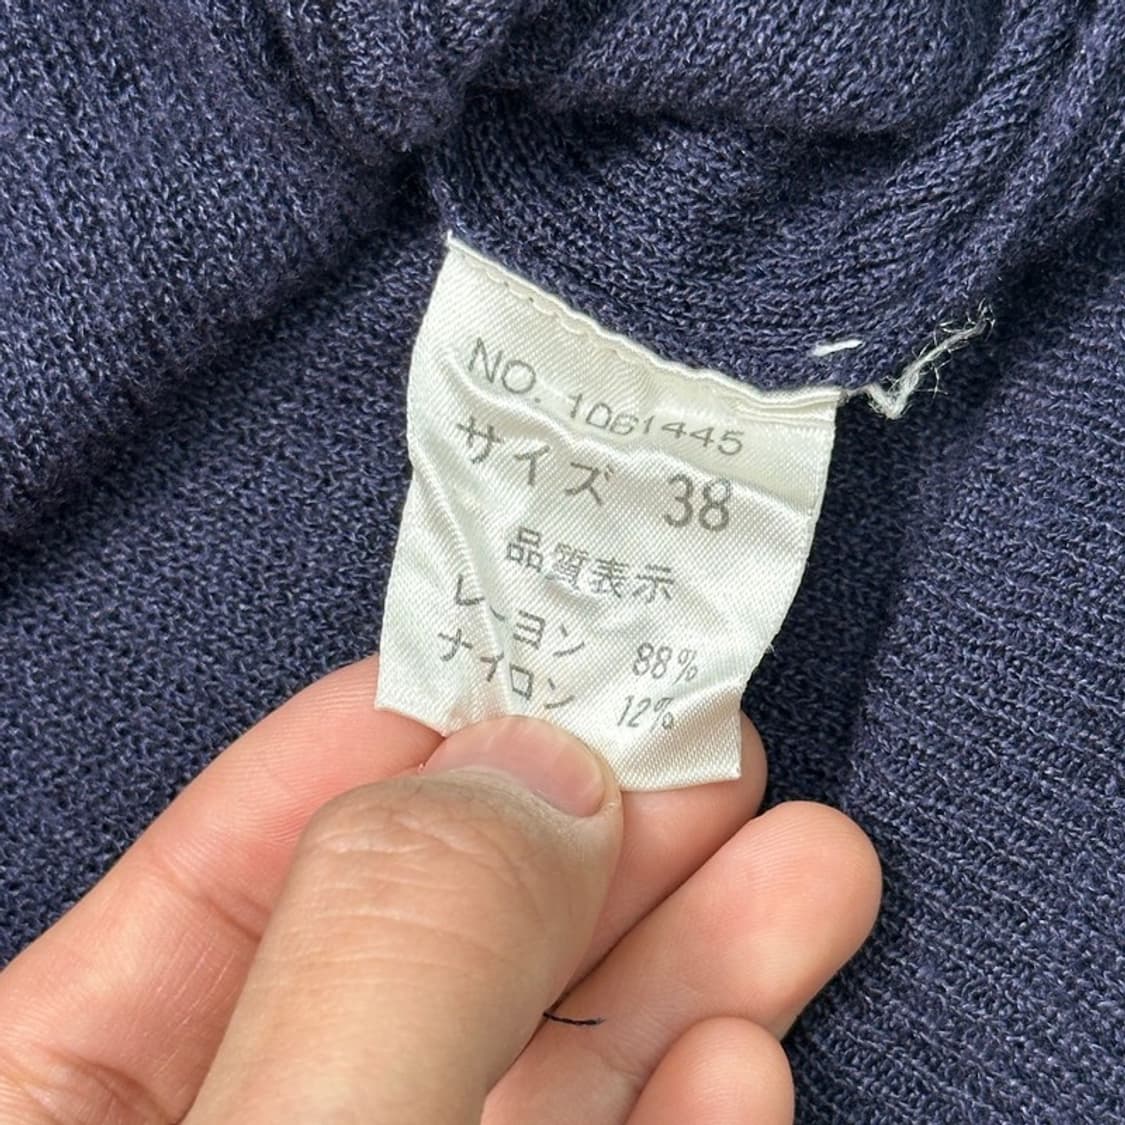 NO. 1061445
サイズ 38
品質表示
レーヨン 88%
ナイロン 12%